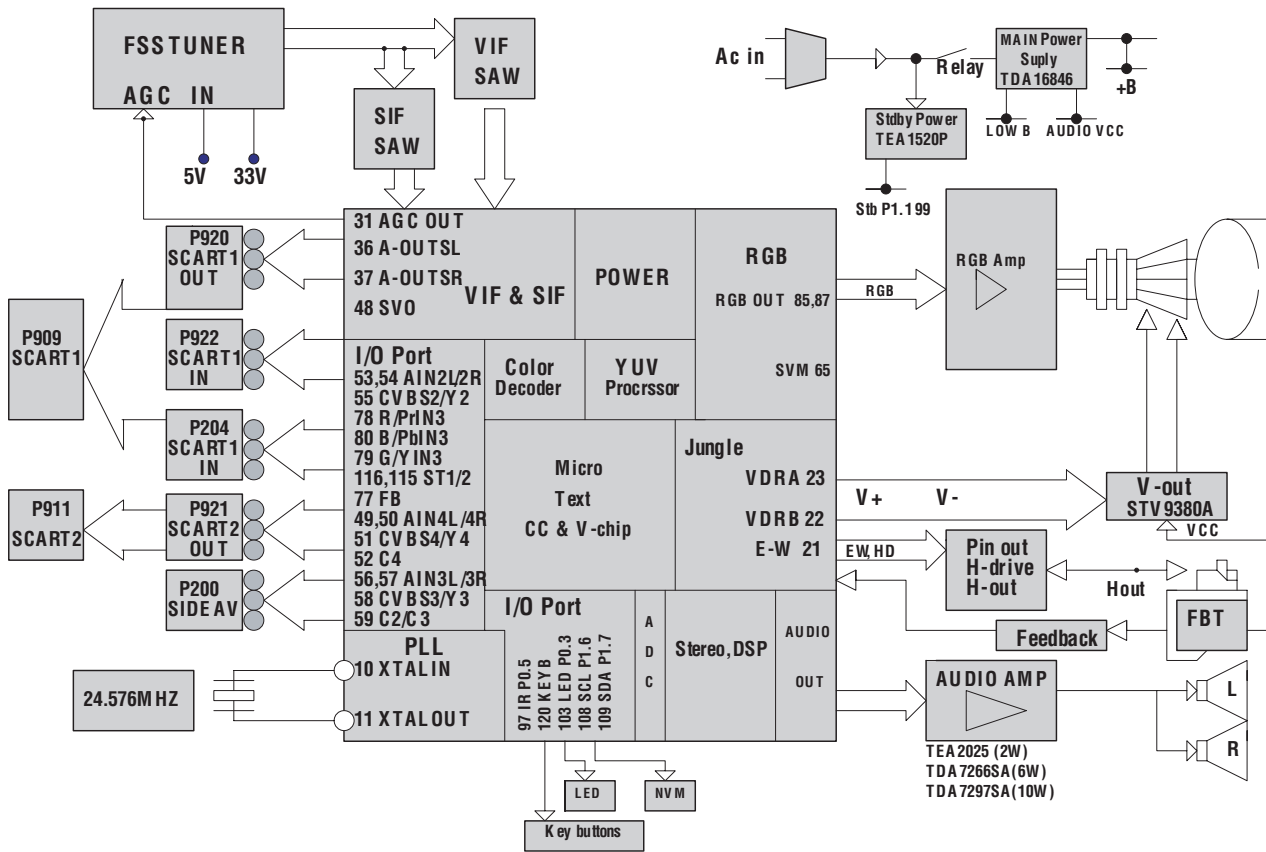 FSSTUNER
AGC IN
5V
33V
VIF
SAW
SIF
SAW
Ac in
Relay
MAIN Power
Suply
TDA16846
+B
LOW B
AUDIO VCC
Stdby Power
TEA1520P
Stb P1.199
P920
SCART1
OUT
P909
SCART1
P922
SCART1
IN
P204
SCART1
IN
P911
SCART2
P921
SCART2
OUT
P200
SIDEAV
24.576MHZ
31 AGC OUT
36 A-OUTSL
37 A-OUTSR
48 SVO
VIF & SIF
POWER
RGB
RGB OUT 85,87
SVM 65
I/O Port
53,54 AIN2L/2R
55 CVBS2/Y2
78 R/PrIN3
80 B/PbIN3
79 G/YIN3
116,115 ST1/2
77 FB
49,50 AIN4L/4R
51 CVBS4/Y4
52 C4
56,57 AIN3L/3R
58 CVBS3/Y3
59 C2/C3
Color
Decoder
YUV
Procrssor
Micro
Text
CC & V-chip
Jungle
VDRA 23
VDRB 22
E-W 21
PLL
10 XTALIN
11 XTALOUT
I/O Port
97 IR P0.5
120 KEYB
103 LED P0.3
108 SCL P1.6
109 SDA P1.7
A
D
C
Stereo,DSP
AUDIO
OUT
LED
NVM
Key buttons
RGB
RGB Amp
V+
V-
V-out
STV9380A
VCC
EW,HD
Pin out
H-drive
H-out
Hout
FBT
Feedback
AUDIO AMP
TEA2025 (2W)
TDA7266SA(6W)
TDA7297SA(10W)
L
R